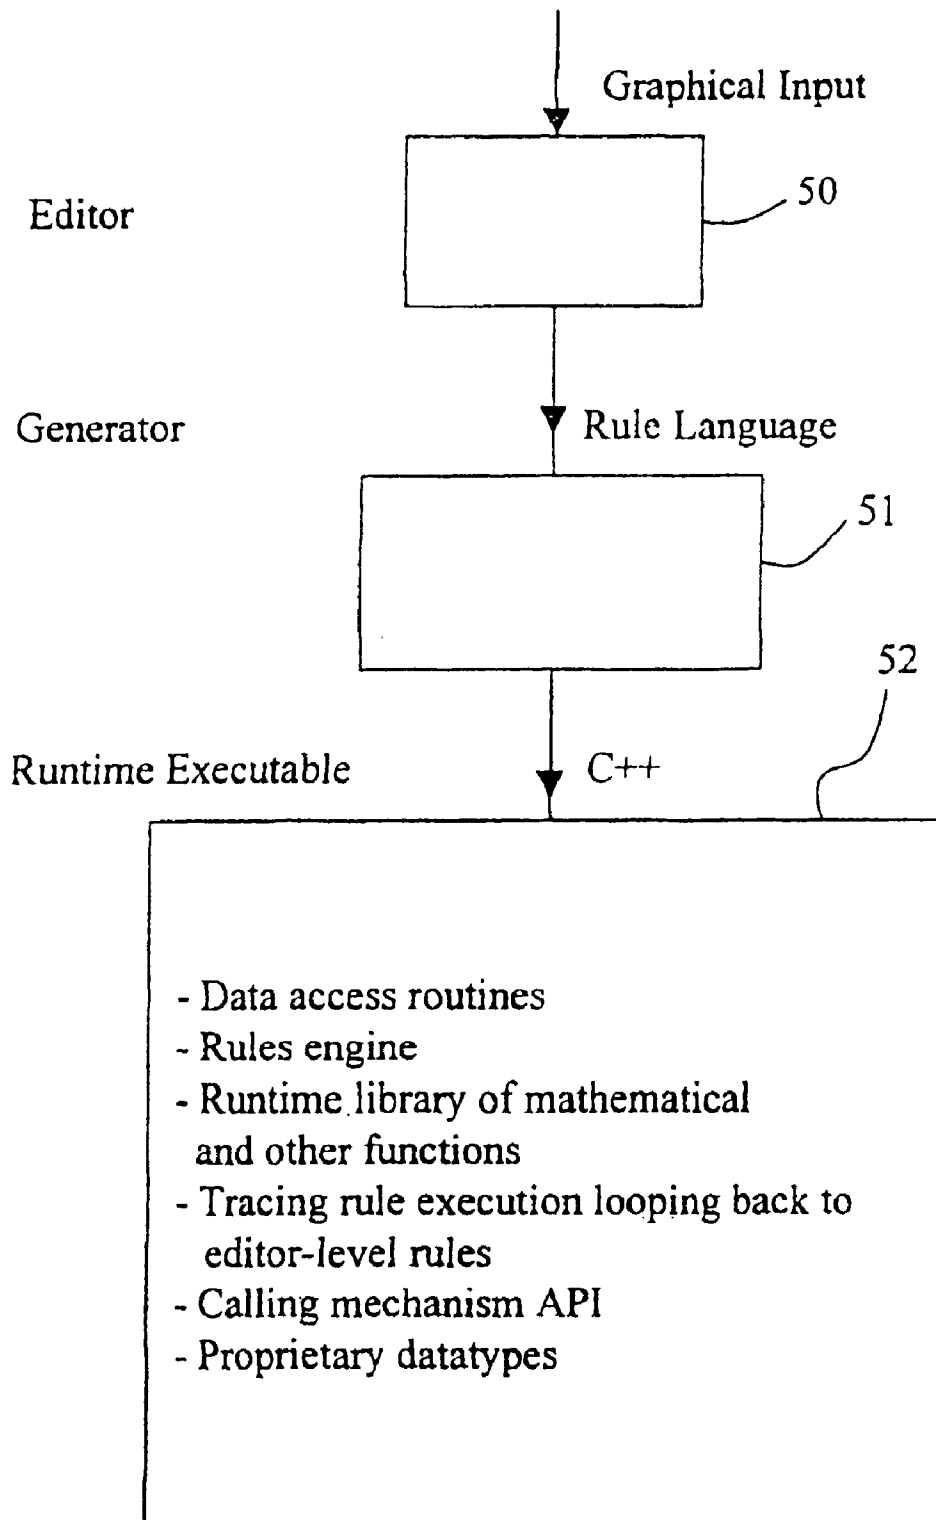 Graphical Input
50
Editor
Generator
Rule Language
51
52
Runtime Executable
C++
- Data access routines
- Rules engine
- Runtime library of mathematical
and other functions
- Tracing rule execution looping back to
editor-level rules
- Calling mechanism API
- Proprietary datatypes